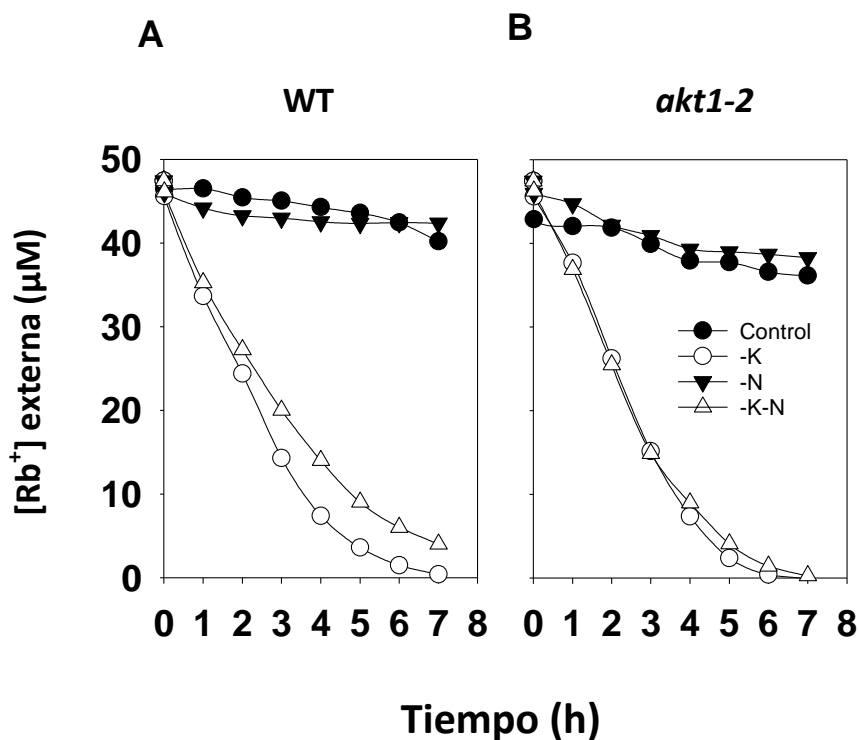 A
B
WT
akt1-2
[Rb⁺] externa (µM)
50
40
30
20
10
0
Control
-K
-N
-K-N
0 1 2 3 4 5 6 7 8
0 1 2 3 4 5 6 7 8
Tiempo (h)